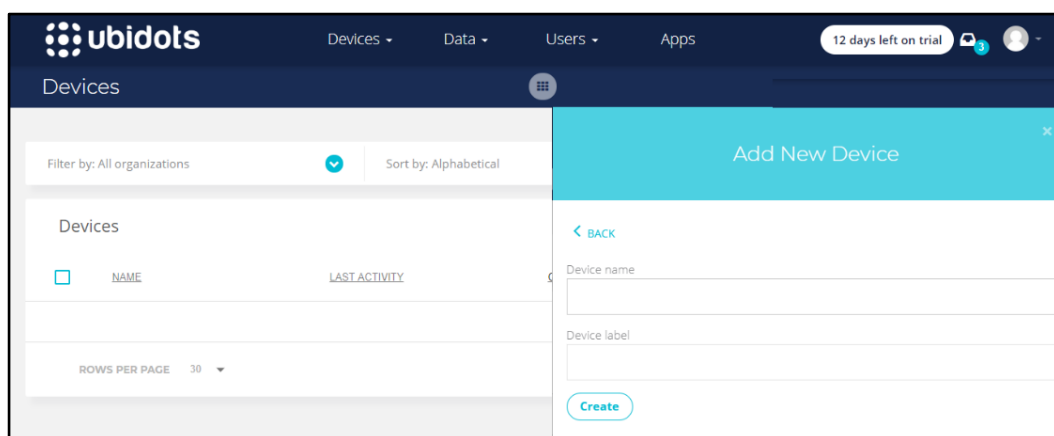 ubidots
Devices
Data
Users
Apps
12 days left on trial
3
Devices
Filter by: All organizations
Sort by: Alphabetical
Devices
NAME
LAST ACTIVITY
ROWS PER PAGE 30
×
Add New Device
BACK
Device name
Device label
Create